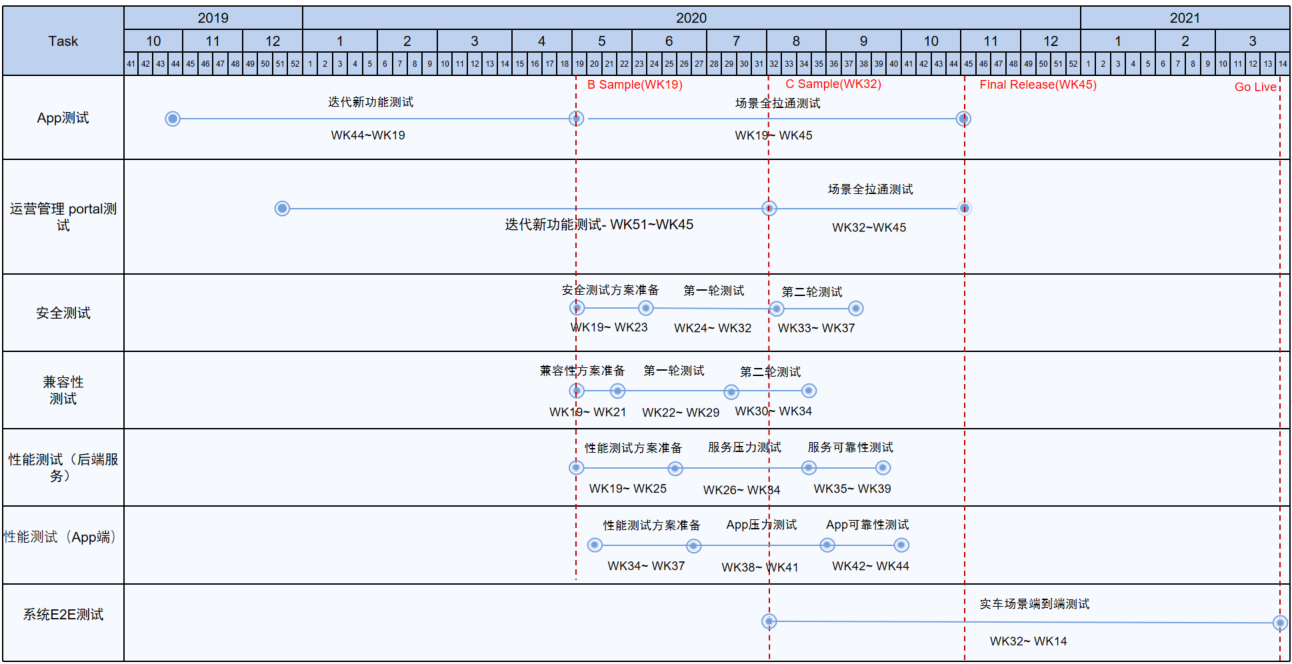 Task
2019
2020
2021
10 11 12 1 2 3 4 5 6 7 8 9 10 11 12 1 2 3
41 42 43 44 45 46 47 48 49 50 51 52 1 2 3 4 5 6 7 8 9 10 11 12 13 14 15 16 17 18 19 20 21 22 23 24 25 26 27 28 29 30 31 32 33 34 35 36 37 38 39 40 41 42 43 44 45 46 47 48 49 50 51 52 1 2 3 4 5 6 7 8 9 10 11 12 13 14
B Sample(WK19)
C Sample(WK32)
Final Release(WK45)
Go Live
App测试
迭代新功能测试
WK44~WK19
场景全拉通测试
WK19~ WK45
运营管理 portal测
试
迭代新功能测试- WK51~WK45
场景全拉通测试
WK32~WK45
安全测试
安全测试方案准备
第一轮测试
第二轮测试
WK19~ WK23
WK24~ WK32
WK33~ WK37
兼容性
测试
兼容性方案准备
第一轮测试
第二轮测试
WK19~ WK21
WK22~ WK29
WK30~ WK34
性能测试（后端服
务）
性能测试方案准备
服务压力测试
服务可靠性测试
WK19~ WK25
WK26~ WK34
WK35~ WK39
性能测试（App端）
性能测试方案准备
App压力测试
App可靠性测试
WK34~ WK37
WK38~ WK41
WK42~ WK44
系统E2E测试
实车场景端到端测试
WK32~ WK14